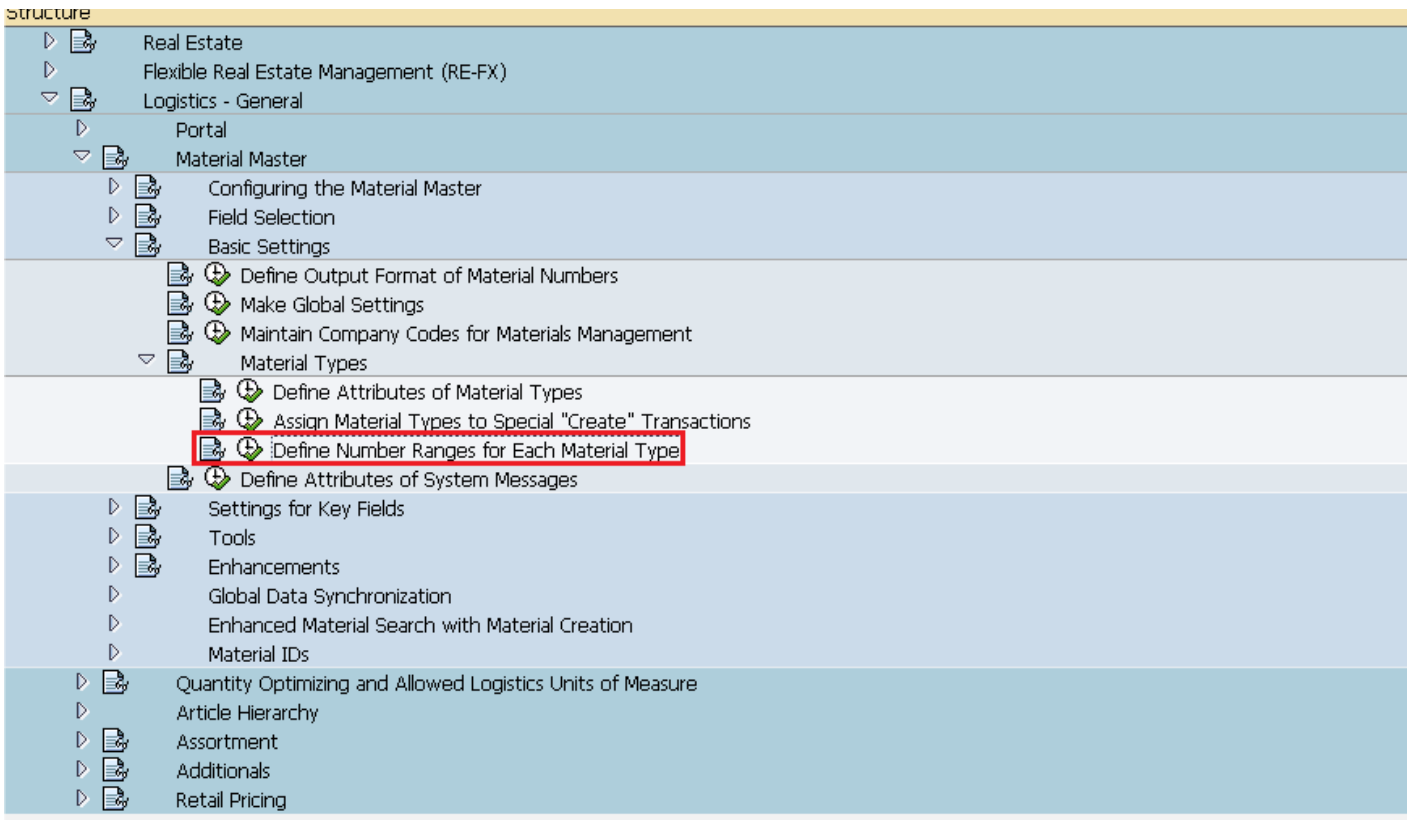 Structure
Real Estate
Flexible Real Estate Management (RE-FX)
Logistics - General
Portal
Material Master
Configuring the Material Master
Field Selection
Basic Settings
Define Output Format of Material Numbers
Make Global Settings
Maintain Company Codes for Materials Management
Material Types
Define Attributes of Material Types
Assign Material Types to Special "Create" Transactions
Define Number Ranges for Each Material Type
Define Attributes of System Messages
Settings for Key Fields
Tools
Enhancements
Global Data Synchronization
Enhanced Material Search with Material Creation
Material IDs
Quantity Optimizing and Allowed Logistics Units of Measure
Article Hierarchy
Assortment
Additionals
Retail Pricing